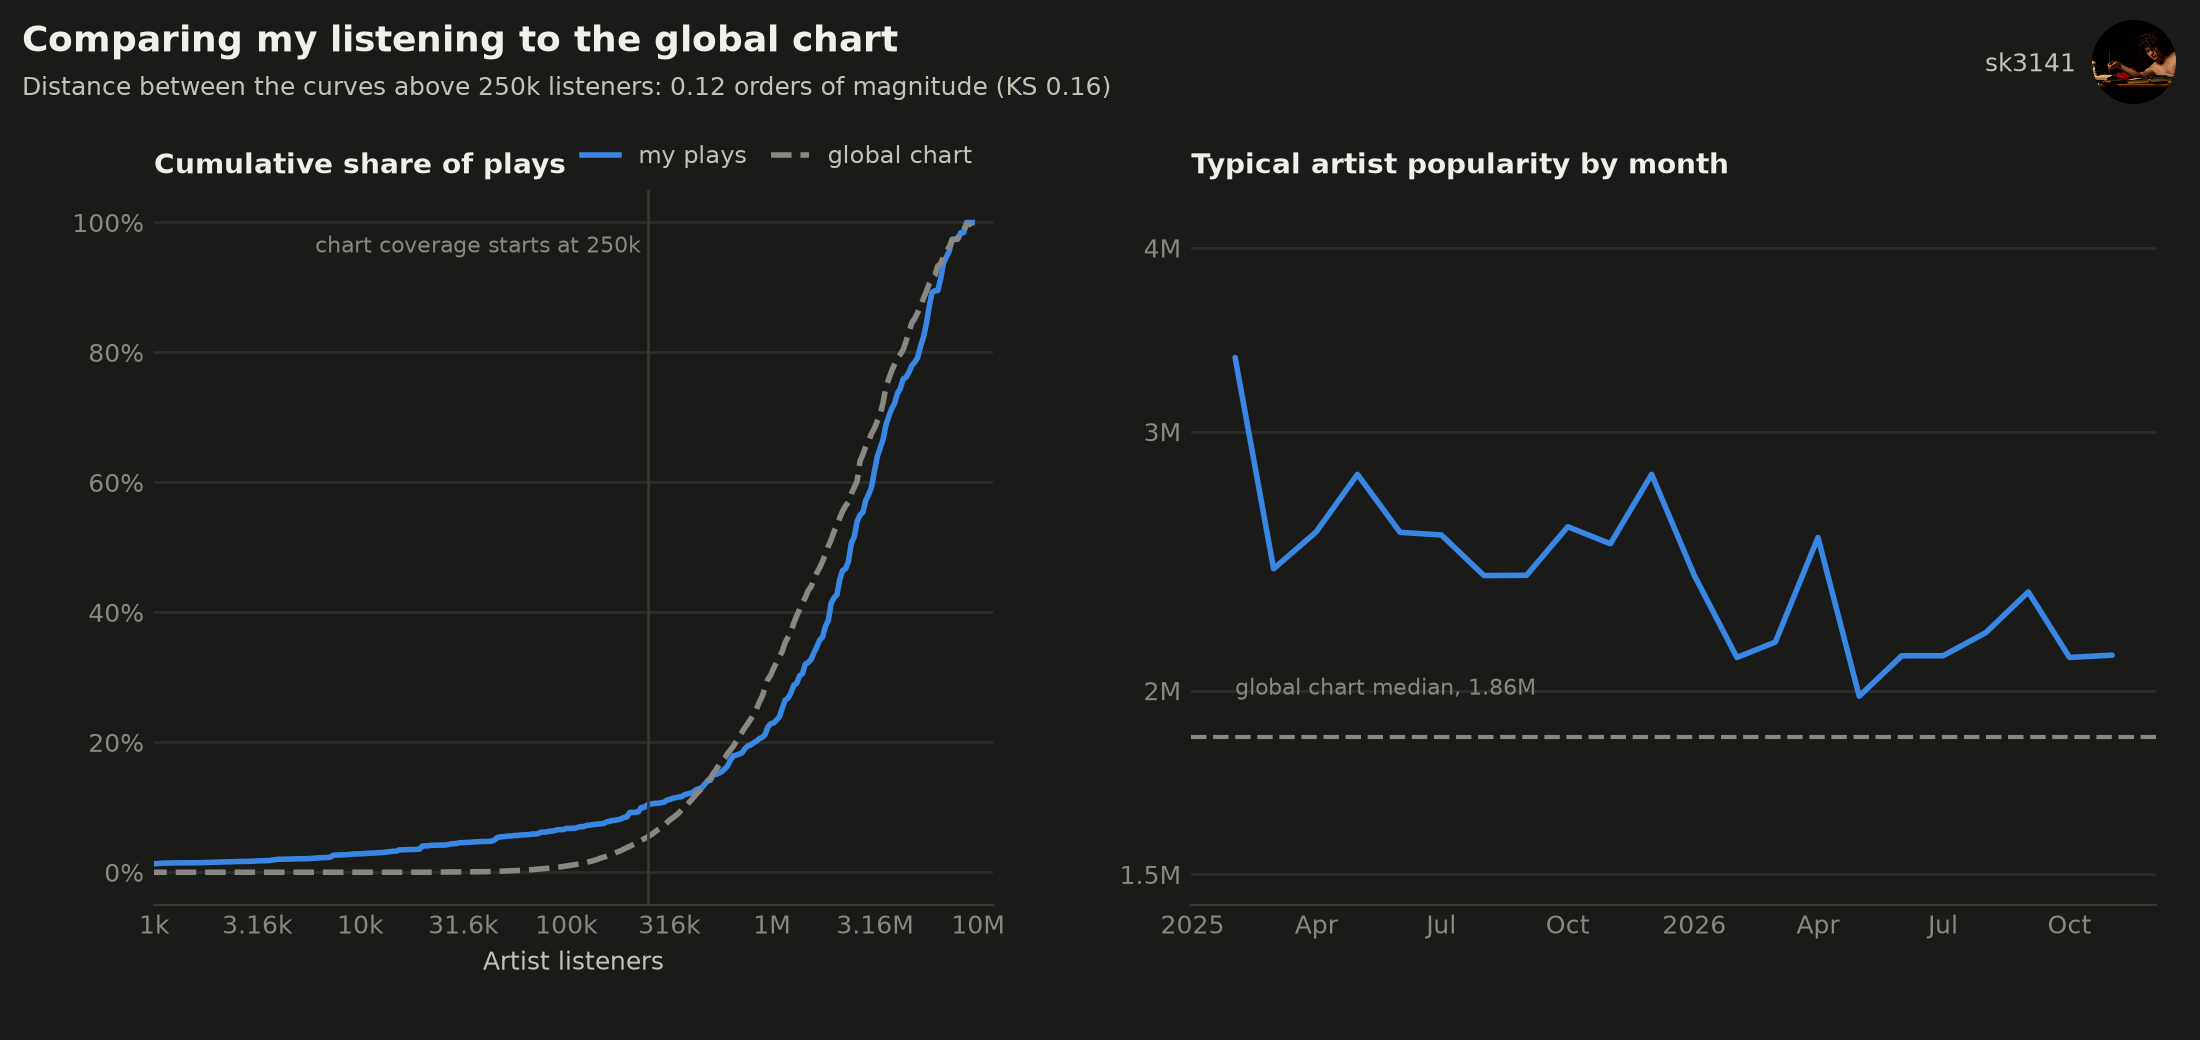 Comparing my listening to the global chart
Distance between the curves above 250k listeners: 0.12 orders of magnitude (KS 0.16)
sk3141
Cumulative share of plays
my plays
global chart
chart coverage starts at 250k
100%
80%
60%
40%
20%
0%
1k
3.16k
10k
31.6k
100k
316k
1M
3.16M
10M
Artist listeners
Typical artist popularity by month
4M
3M
2M
1.5M
global chart median, 1.86M
2025
Apr
Jul
Oct
2026
Apr
Jul
Oct